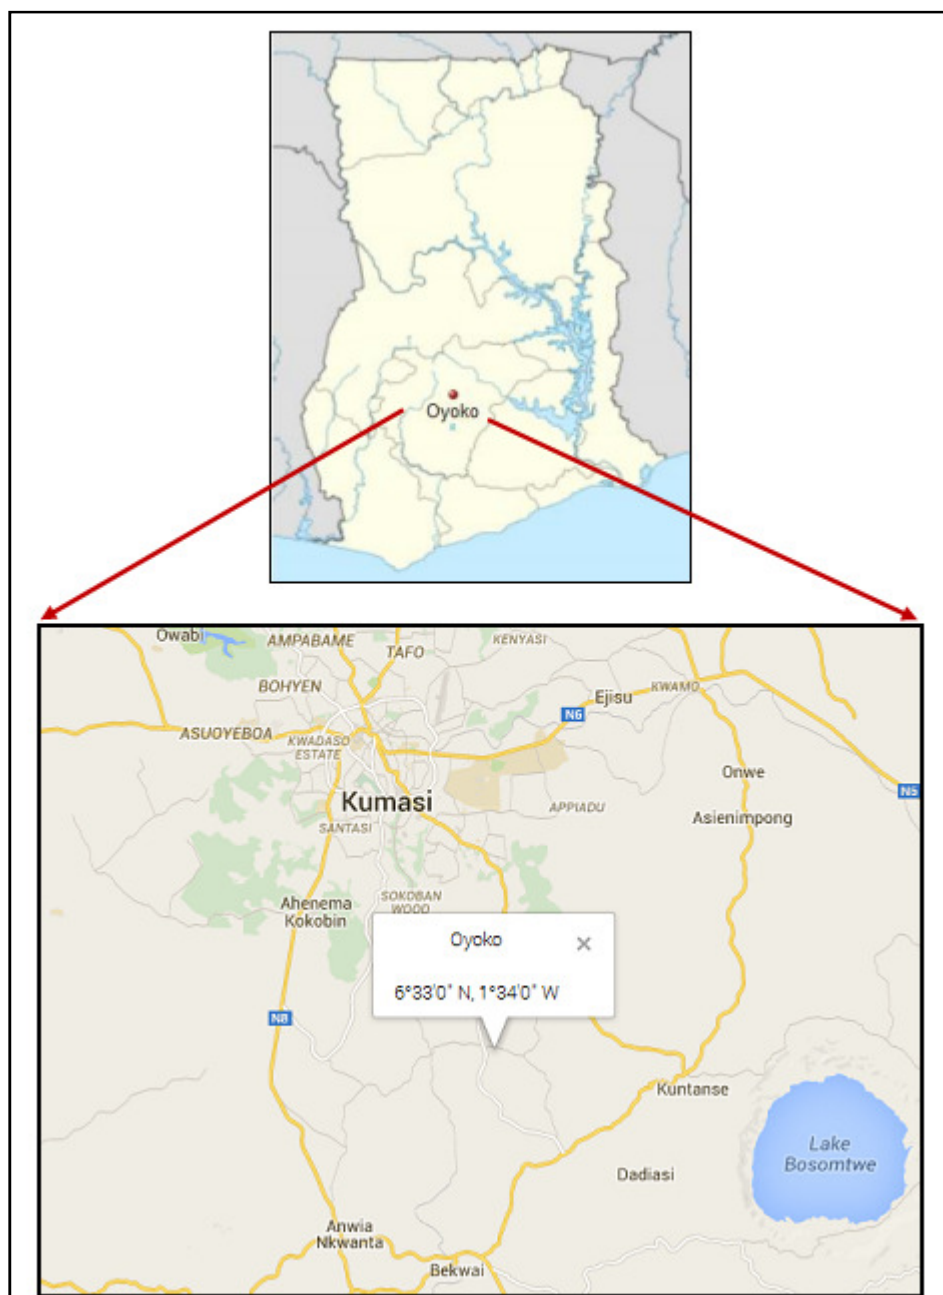 Oyoko
Owabi
AMPABAME
TAFO
KENYASI
BOHYEN
Ejisu
KWAMO
N6
ASUOYEBOA
KWADASO
ESTATE
Onwe
N6
Kumasi
APPIADU
Asienimpong
SANTASI
Ahenema
Kokobin
SOKOBAN
WOOD
Oyoko
×
6°33'0" N, 1°34'0" W
N8
Kuntanse
Lake
Bosomtwe
Dadiasi
Anwia
Nkwanta
Bekwai